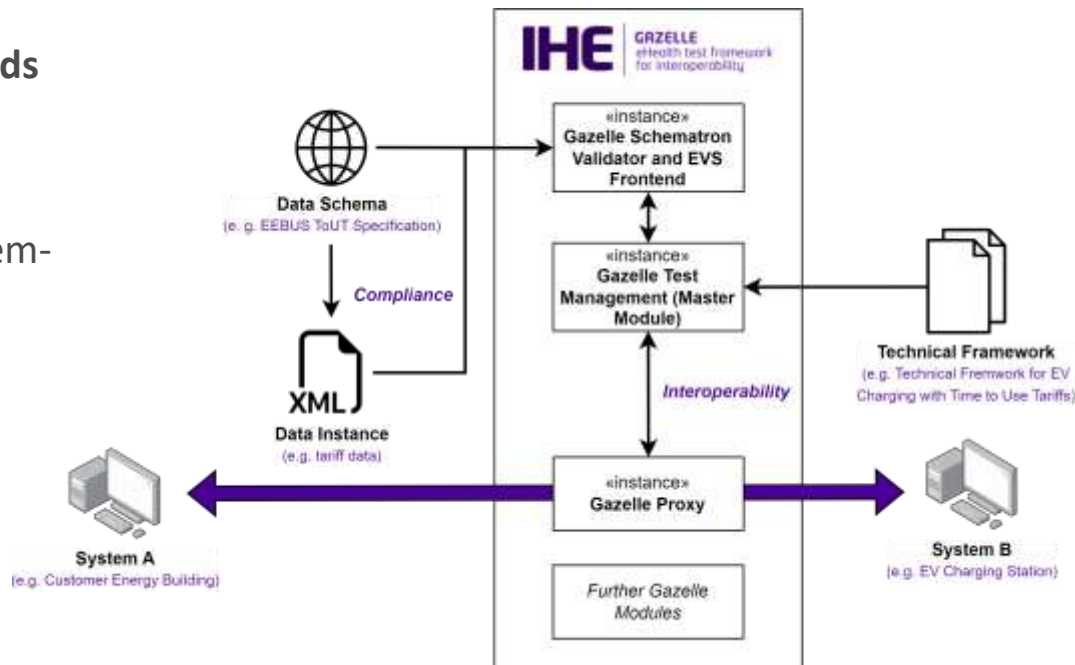 ds
em-
IHE
GAZELLE
eHealth test framework
for interoperability
«instance»
Gazelle Schematron
Validator and EVS
Frontend
Data Schema
(e. g. EEBUS ToUT Specification)
«instance»
Gazelle Test
Management (Master
Module)
Compliance
Technical Framework
(e.g. Technical Fremwork for EV
Charging with Time to Use Tariffs)
XML
Interoperability
Data Instance
(e.g. tariff data)
«instance»
Gazelle Proxy
System A
(e.g. Customer Energy Building)
System B
(e.g. EV Charging Station)
Further Gazelle
Modules